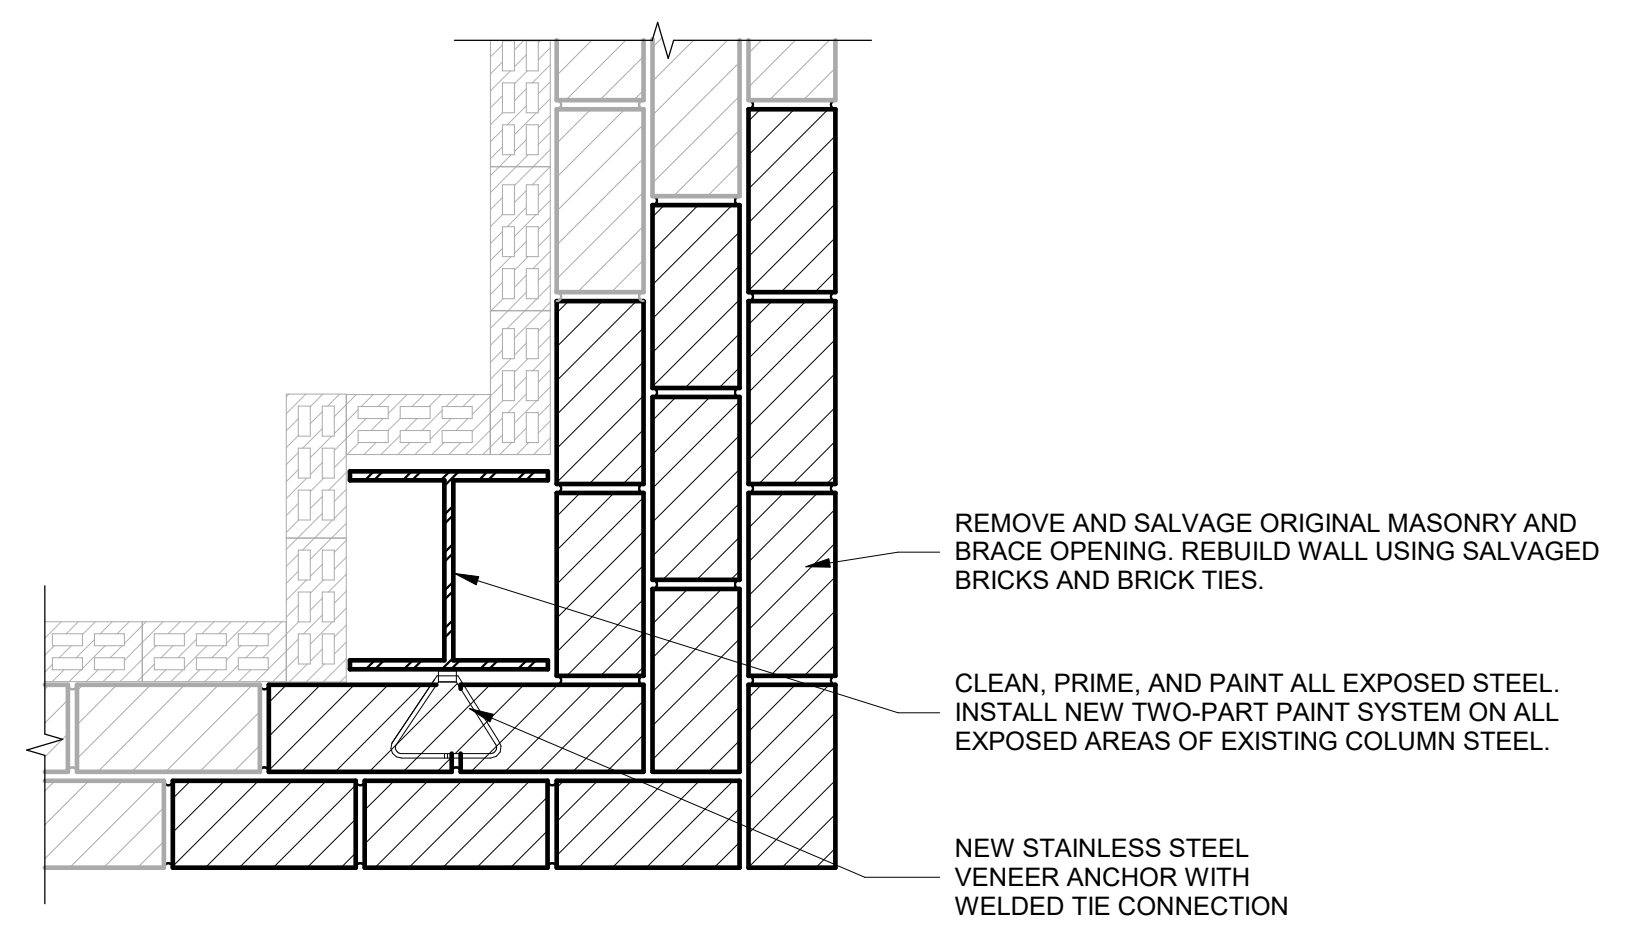 REMOVE AND SALVAGE ORIGINAL MASONRY AND
BRACE OPENING. REBUILD WALL USING SALVAGED
BRICKS AND BRICK TIES.
CLEAN, PRIME, AND PAINT ALL EXPOSED STEEL.
INSTALL NEW TWO-PART PAINT SYSTEM ON ALL
EXPOSED AREAS OF EXISTING COLUMN STEEL.
NEW STAINLESS STEEL
VENEER ANCHOR WITH
WELDED TIE CONNECTION